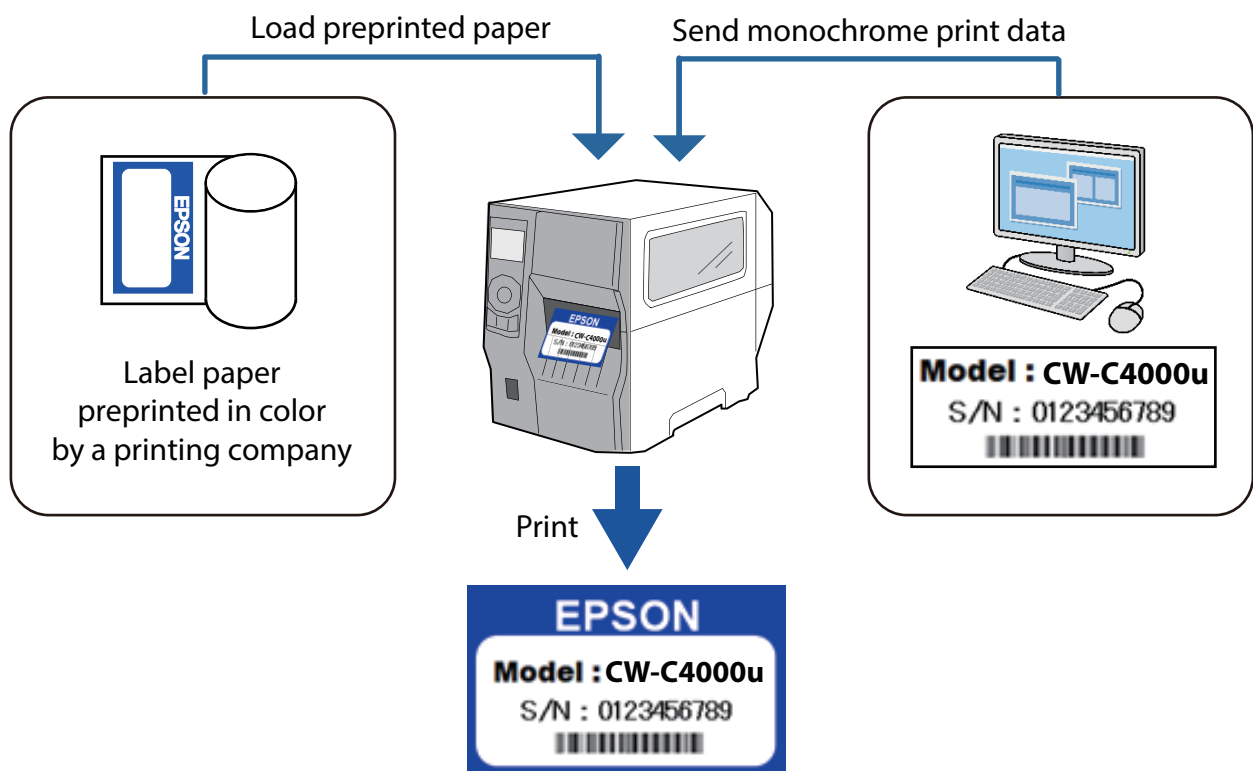 Load preprinted paper
Send monochrome print data
EPSON
Label paper
preprinted in color
by a printing company
EPSON
Model : CW-C4000u
S/N : 0123456789
Model : CW-C4000u
S/N : 0123456789
Print
EPSON
Model : CW-C4000u
S/N : 0123456789